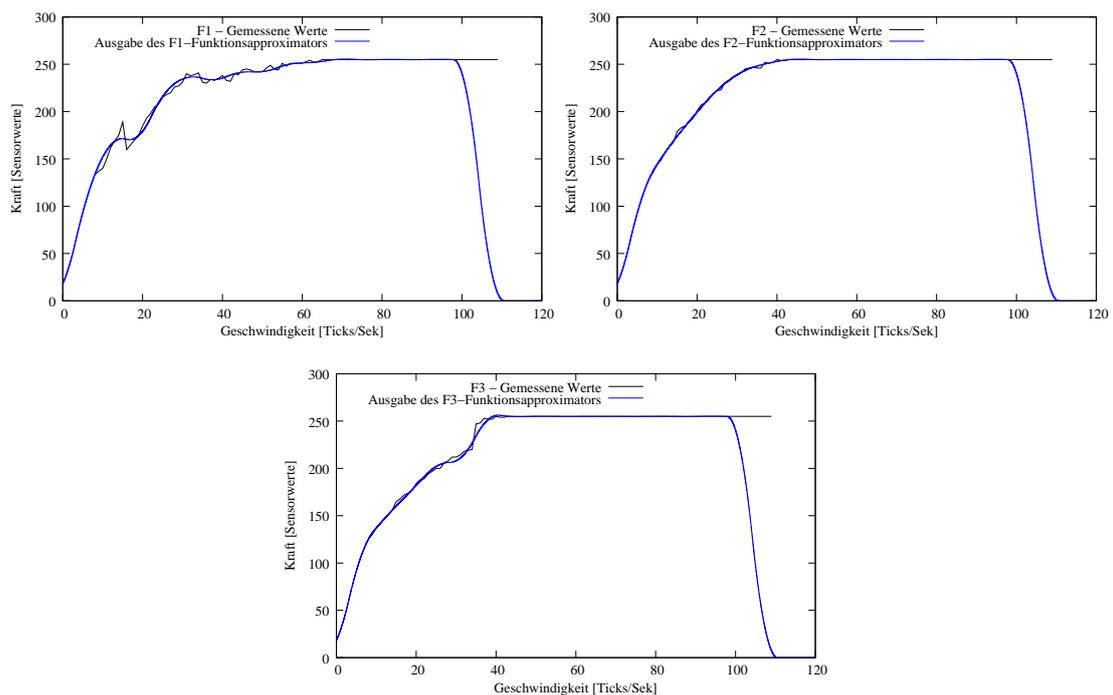 F1 – Gemessene Werte
Ausgabe des F1–Funktionsapproximators
300
250
200
150
100
50
0
Kraft [Sensorwerte]
0 20 40 60 80 100 120
Geschwindigkeit [Ticks/Sek]
F2 – Gemessene Werte
Ausgabe des F2–Funktionsapproximators
300
250
200
150
100
50
0
Kraft [Sensorwerte]
0 20 40 60 80 100 120
Geschwindigkeit [Ticks/Sek]
F3 – Gemessene Werte
Ausgabe des F3–Funktionsapproximators
300
250
200
150
100
50
0
Kraft [Sensorwerte]
0 20 40 60 80 100 120
Geschwindigkeit [Ticks/Sek]